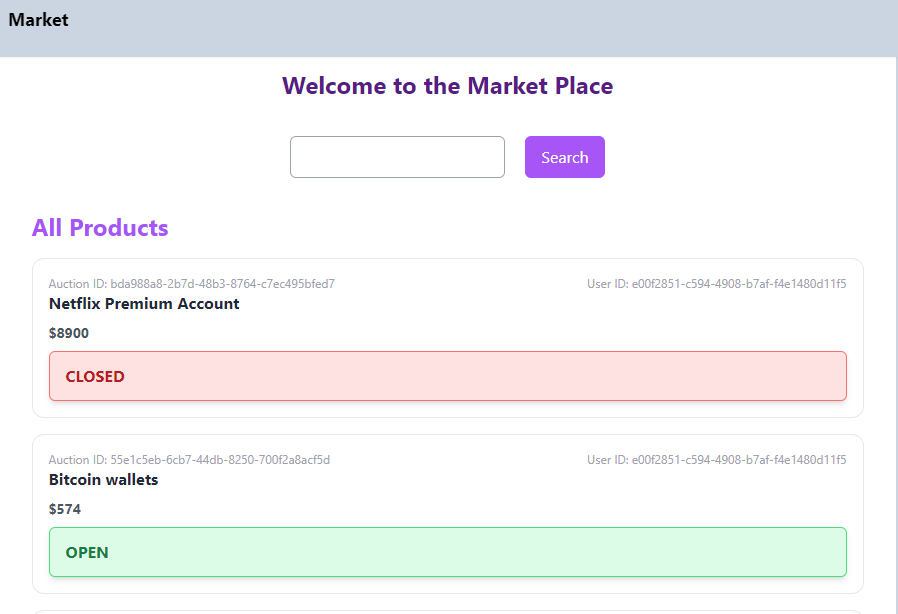 Market
Welcome to the Market Place
Search
All Products
Auction ID: bda988a8-2b7d-48b3-8764-c7ec495bfed7 User ID: e00f2851-c594-4908-b7af-f4e1480d11f5
Netflix Premium Account
$8900
CLOSED
Auction ID: 55e1c5eb-6cb7-44db-8250-700f2a8acf5d User ID: e00f2851-c594-4908-b7af-f4e1480d11f5
Bitcoin wallets
$574
OPEN